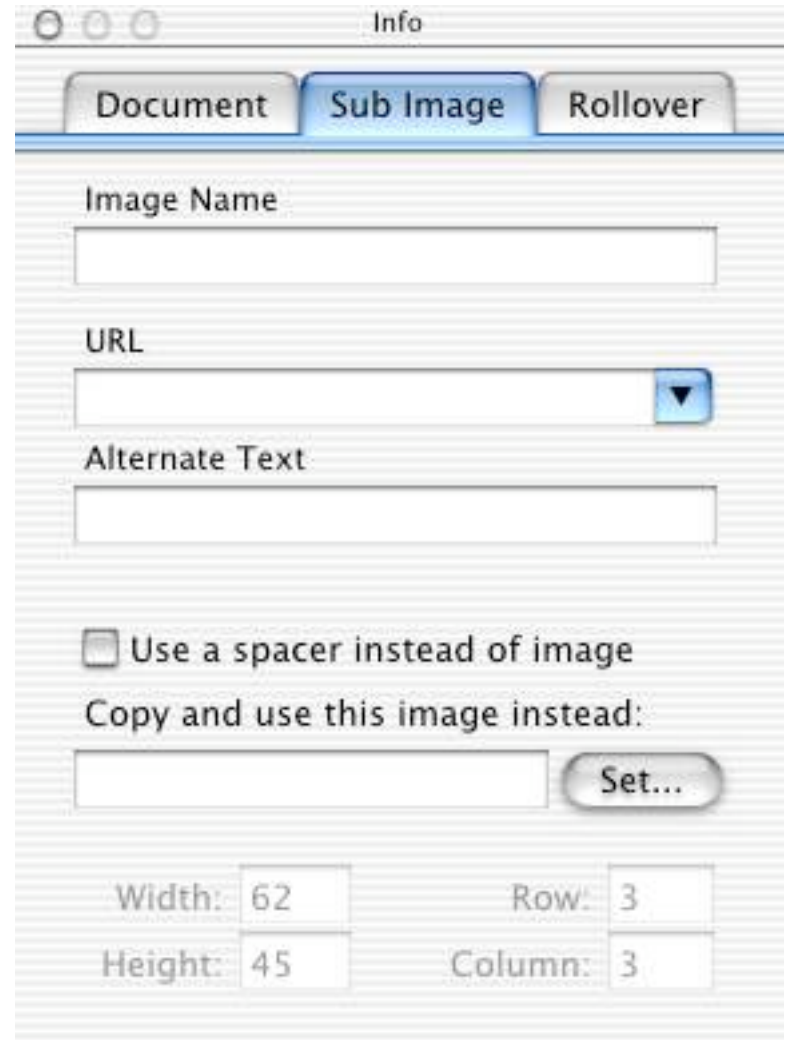 Info
Document Sub Image Rollover
Image Name
URL
Alternate Text
Use a spacer instead of image
Copy and use this image instead:
Set...
Width: 62 Row: 3
Height: 45 Column: 3